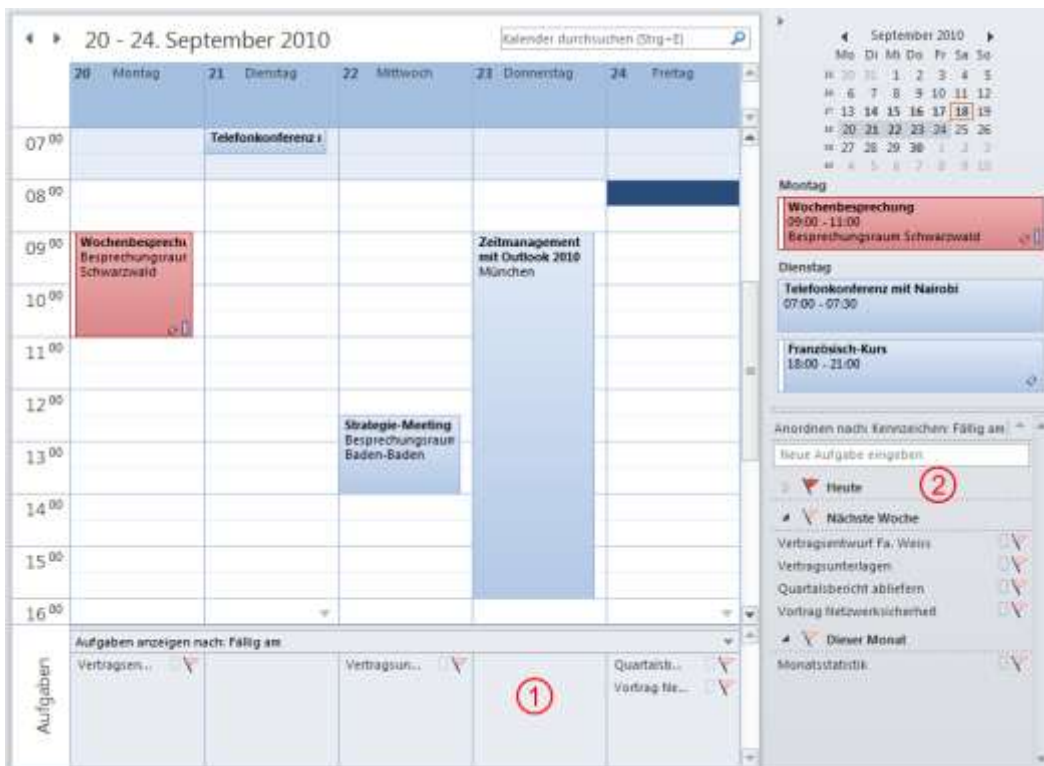 20 - 24. September 2010
Kalender durchsuchen (Strg+E)
20 Montag
21 Dienstag
22 Mittwoch
23 Donnerstag
24 Freitag
07 00
Telefonkonferenz
08 00
09 00
Wochenbesprechu
Besprechungsraum
Schwarzwald
Zeitmanagement
mit Outlook 2010
München
10 00
11 00
12 00
Strategie-Meeting
Besprechungsraum
Baden-Baden
13 00
14 00
15 00
16 00
Aufgaben
Aufgaben anzeigen nach: Fällig am
Vertragsen...
Vertragsun...
Quartalsb...
Vortrag Ne...
1
September 2010
Mo Di Mi Do Fr Sa So
30 31 1 2 3 4 5
6 7 8 9 10 11 12
13 14 15 16 17 18 19
20 21 22 23 24 25 26
27 28 29 30 1 2 3
4 5 6 7 8 9 10
Montag
Wochenbesprechung
09:00 - 11:00
Besprechungsraum Schwarzwald
Dienstag
Telefonkonferenz mit Nairobi
07:00 - 07:30
Französisch-Kurs
18:00 - 21:00
Anordnen nach: Kennzeichen: Fällig am
Neue Aufgabe eingeben
Heute
2
Nächste Woche
Vertragsentwurf Fa. Weiss
Vertragsunterlagen
Quartalsbericht abliefern
Vortrag Netzwerksicherheit
Dieser Monat
Monatsstatistik